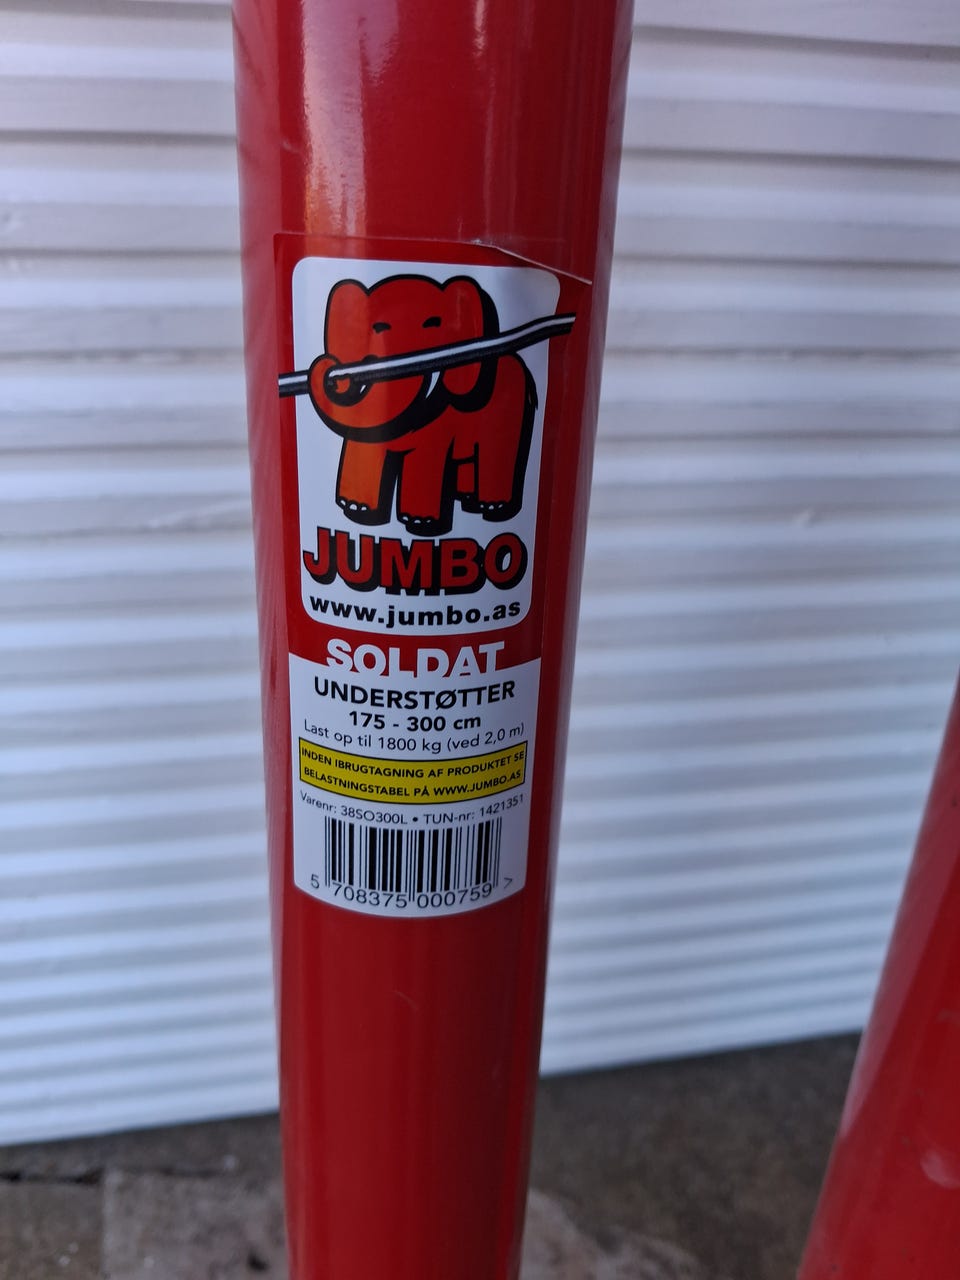 JUMBO
www.jumbo.as
SOLDAT
UNDERSTØTTER
175 - 300 cm
Last op til 1800 kg (ved 2,0 m)
INDEN IBRUGTAGNING AF PRODUKTET SE
BELASTNINGSTABEL PÅ WWW.JUMBO.AS
Varenr: 38SO300L • TUN-nr: 1421351
5 708375 000759 >